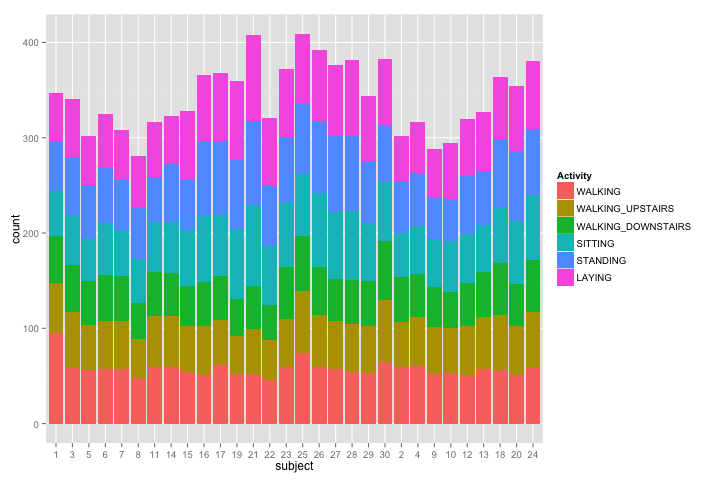 400
300
200
100
0
count
1 3 5 6 7 8 11 14 15 16 17 19 21 22 23 25 26 27 28 29 30 2 4 9 10 12 13 18 20 24
subject
Activity
WALKING
WALKING_UPSTAIRS
WALKING_DOWNSTAIRS
SITTING
STANDING
LAYING